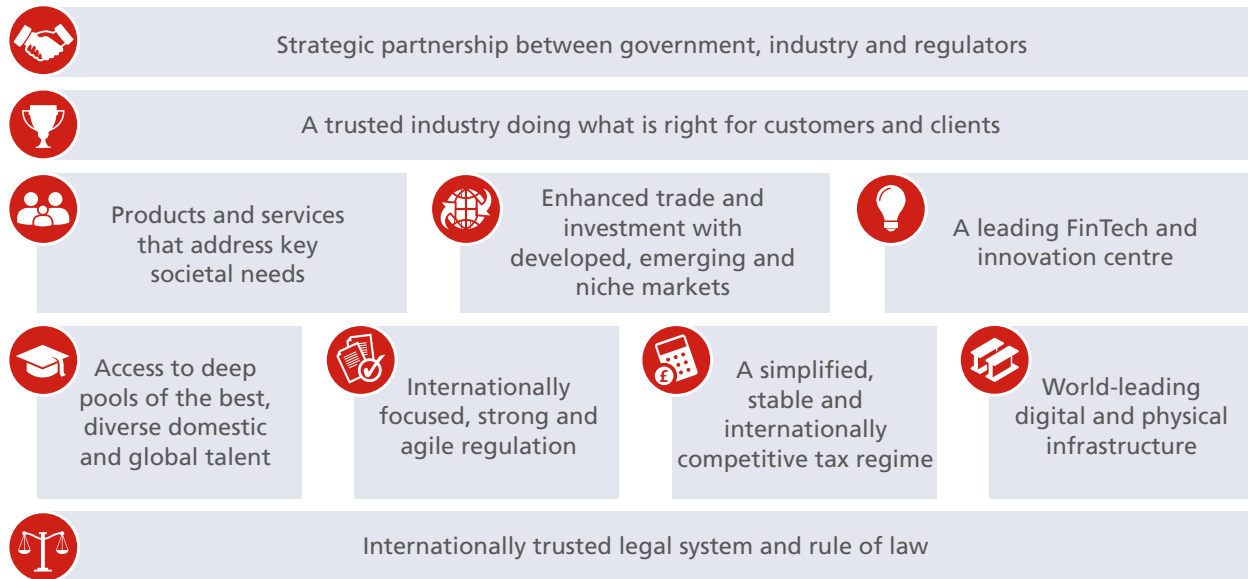 Strategic partnership between government, industry and regulators
A trusted industry doing what is right for customers and clients
Products and services
that address key
societal needs
Enhanced trade and
investment with
developed, emerging and
niche markets
A leading FinTech and
innovation centre
Access to deep
pools of the best,
diverse domestic
and global talent
Internationally
focused, strong and
agile regulation
£
A simplified,
stable and
internationally
competitive tax regime
World-leading
digital and physical
infrastructure
Internationally trusted legal system and rule of law